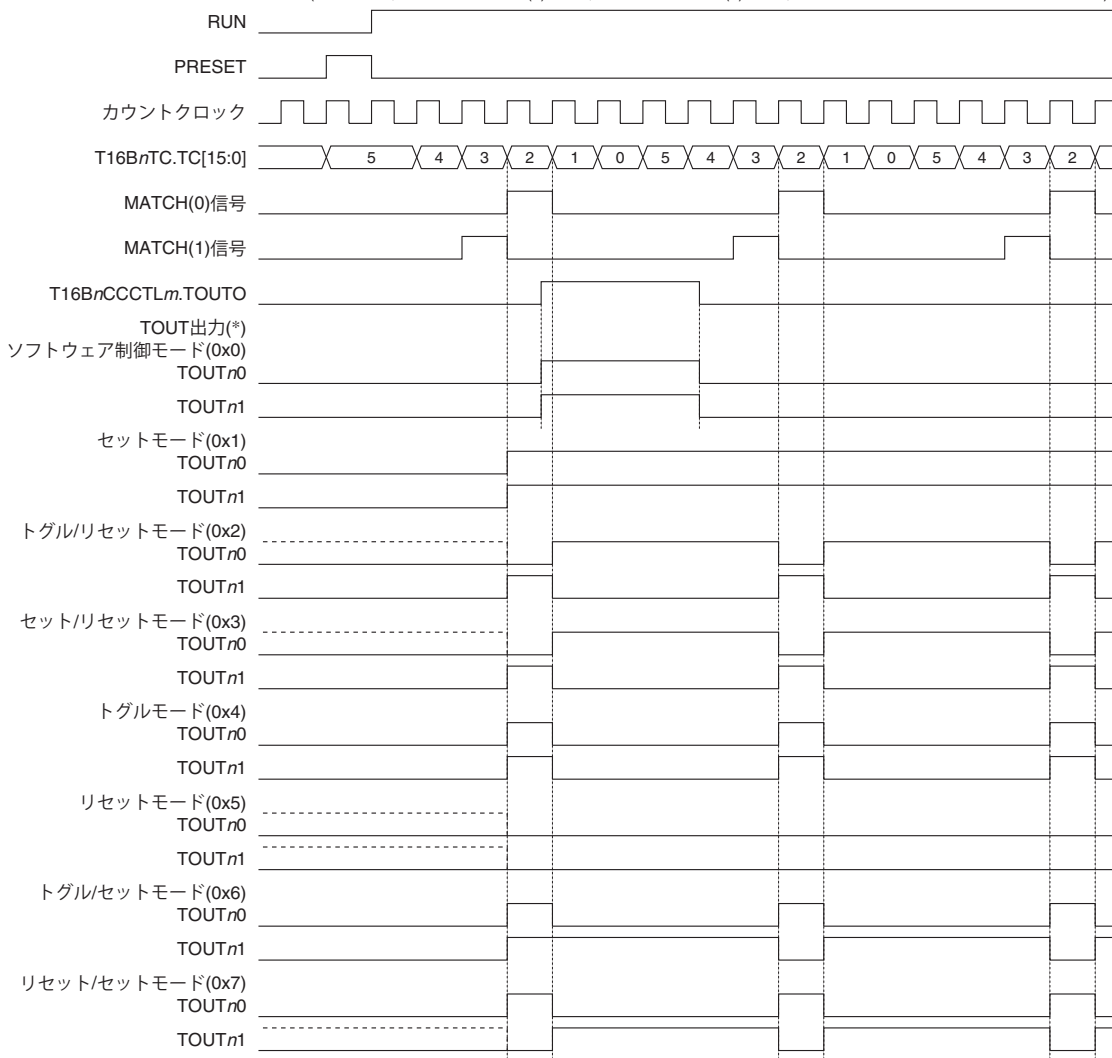 RUN
PRESET
カウントクロック
T16BnTC.TC[15:0]
5 4 3 2 1 0 5 4 3 2 1 0 5 4 3 2
MATCH(0)信号
MATCH(1)信号
T16BnCCCTLm.TOUTO
TOUT出力(*)
ソフトウェア制御モード(0x0)
TOUTn0
TOUTn1
セットモード(0x1)
TOUTn0
TOUTn1
トグル/リセットモード(0x2)
TOUTn0
TOUTn1
セット/リセットモード(0x3)
TOUTn0
TOUTn1
トグルモード(0x4)
TOUTn0
TOUTn1
リセットモード(0x5)
TOUTn0
TOUTn1
トグル/セットモード(0x6)
TOUTn0
TOUTn1
リセット/セットモード(0x7)
TOUTn0
TOUTn1